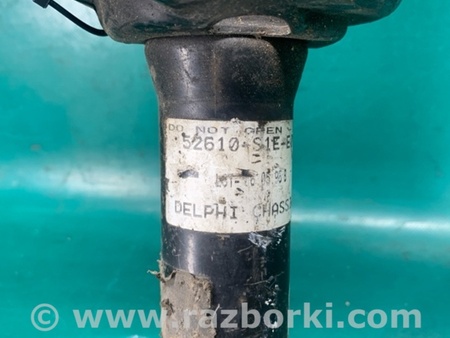 DO NOT OPEN
52610-S1E-E
DELPHI CHASS
© www.razborki.com